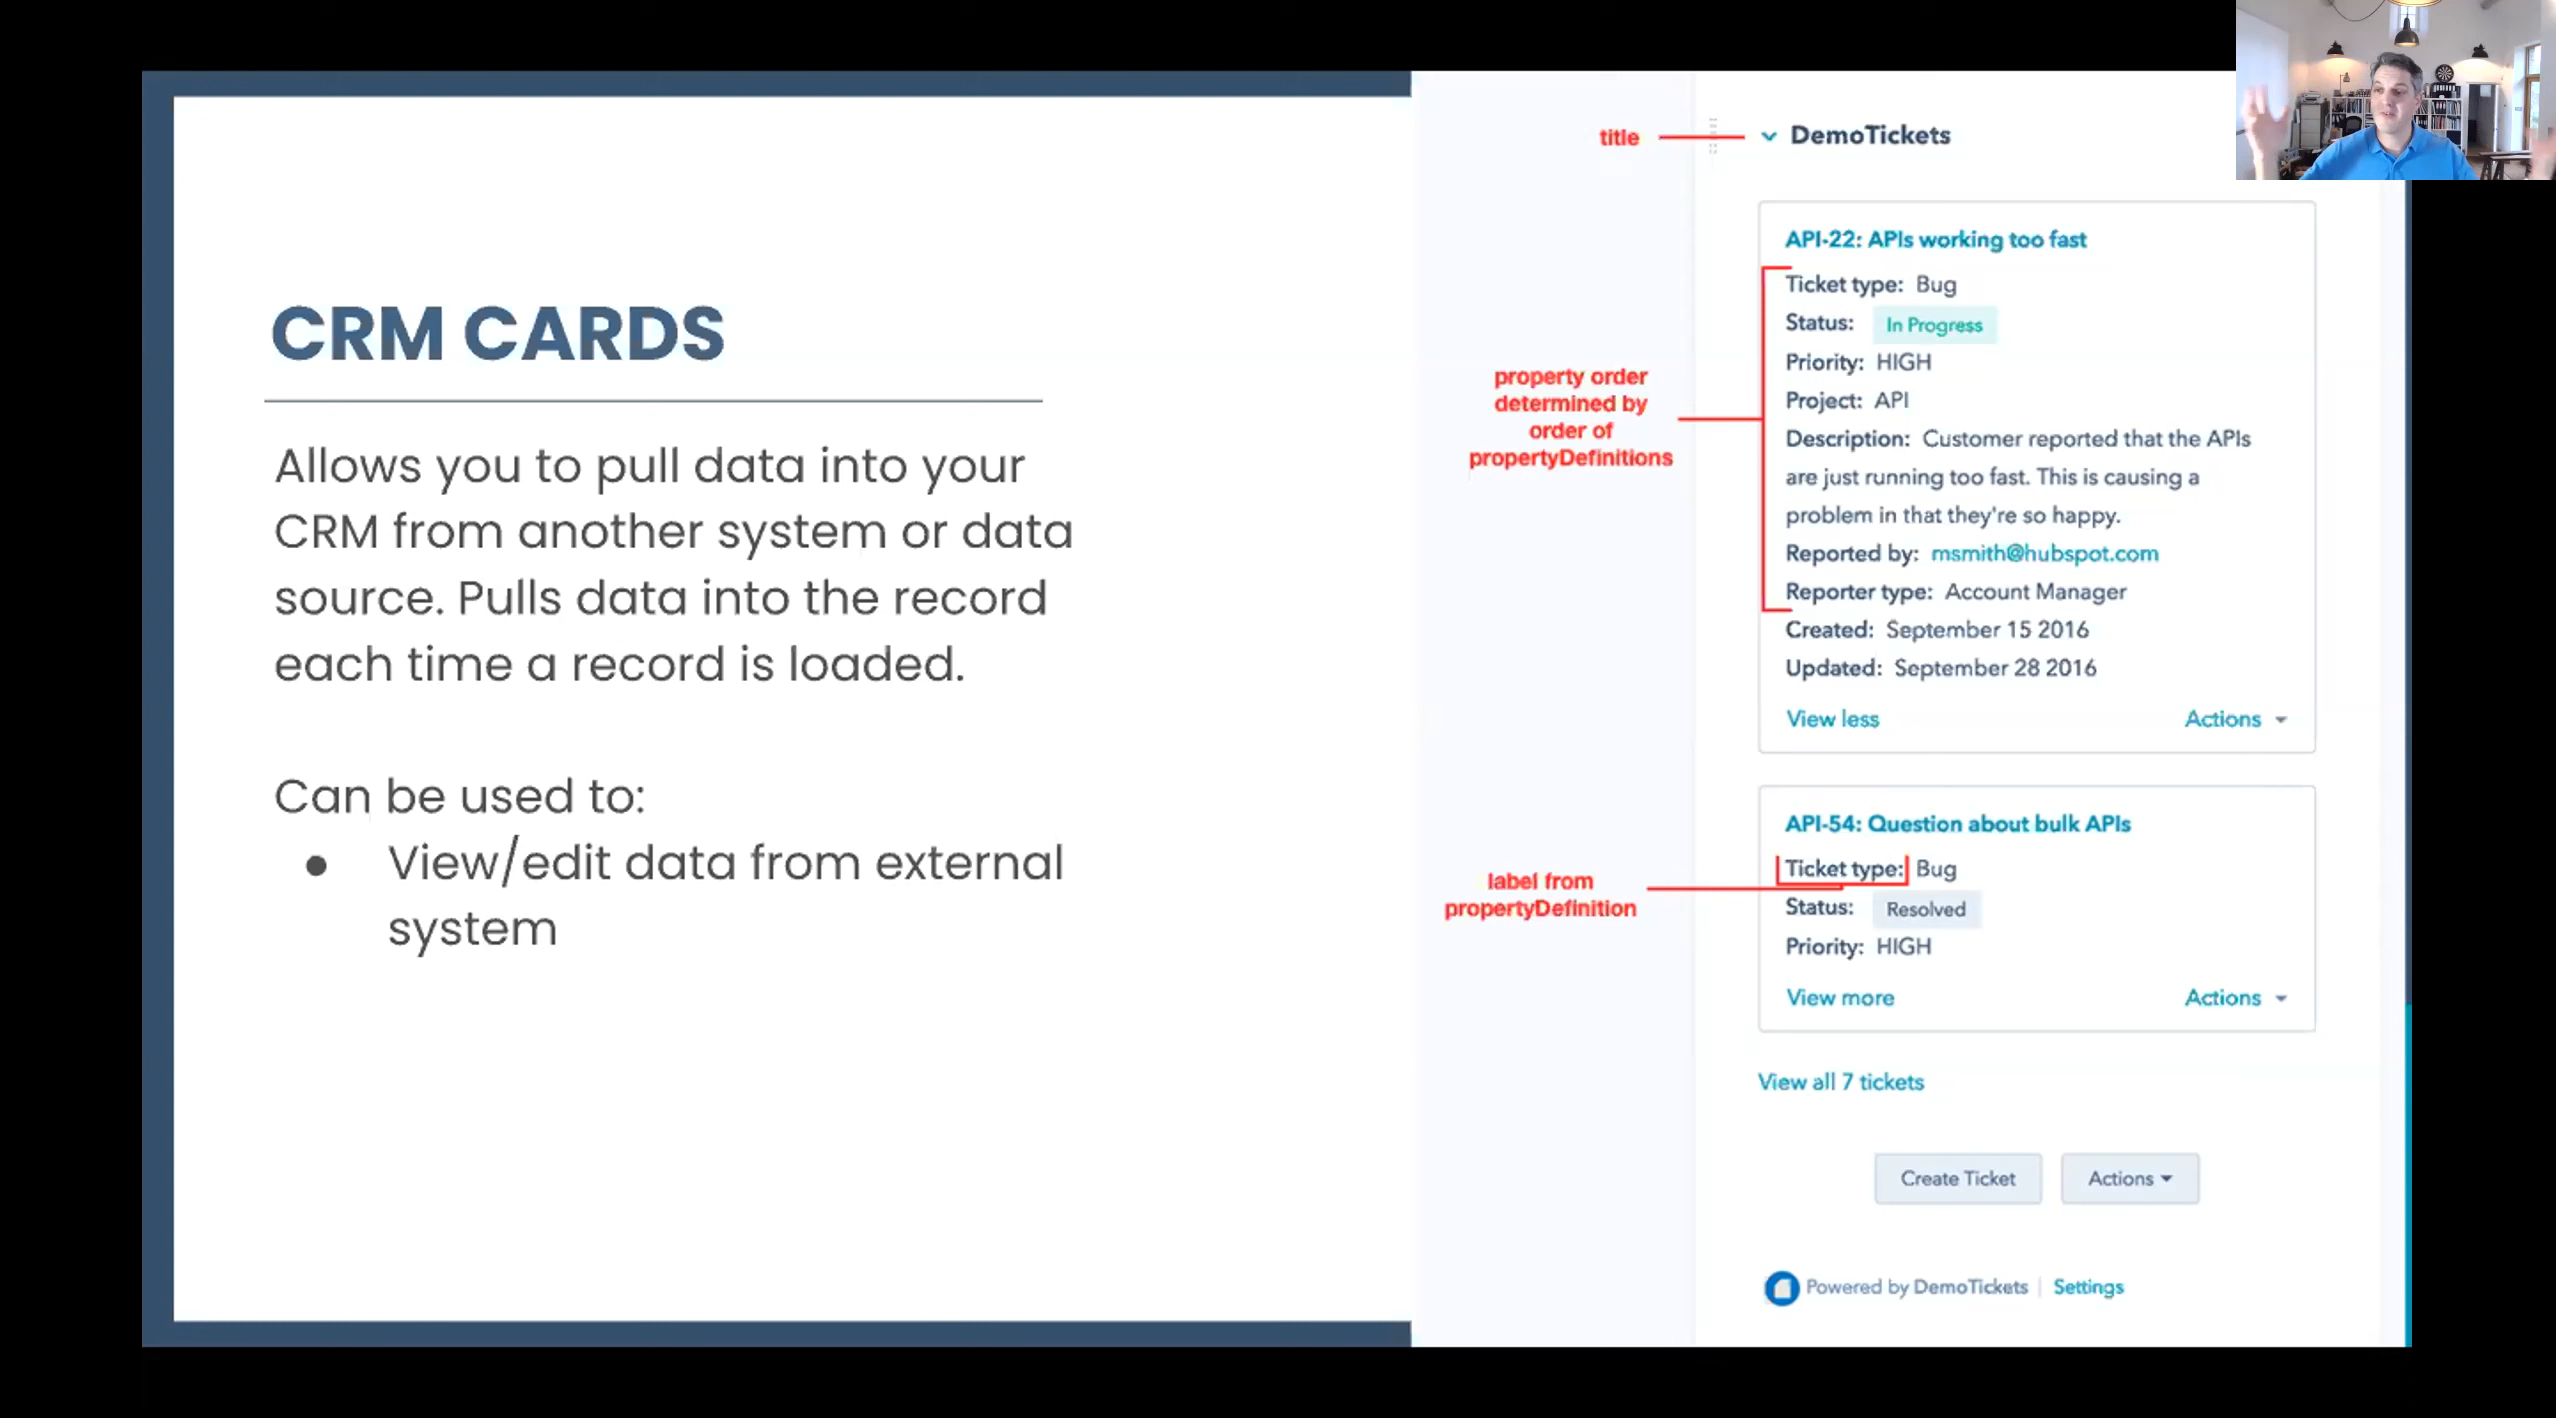 CRM CARDS
Allows you to pull data into your
CRM from another system or data
source. Pulls data into the record
each time a record is loaded.
Can be used to:
● View/edit data from external
system
title
DemoTickets
API-22: APIs working too fast
Ticket type: Bug
Status: In Progress
Priority: HIGH
Project: API
Description: Customer reported that the APIs
are just running too fast. This is causing a
problem in that they're so happy.
Reported by: msmith@hubspot.com
Reporter type: Account Manager
Created: September 15 2016
Updated: September 28 2016
View less Actions
property order
determined by
order of
propertyDefinitions
API-54: Question about bulk APIs
Ticket type: Bug
Status: Resolved
Priority: HIGH
View more Actions
label from
propertyDefinition
View all 7 tickets
Create Ticket Actions
Powered by DemoTickets | Settings